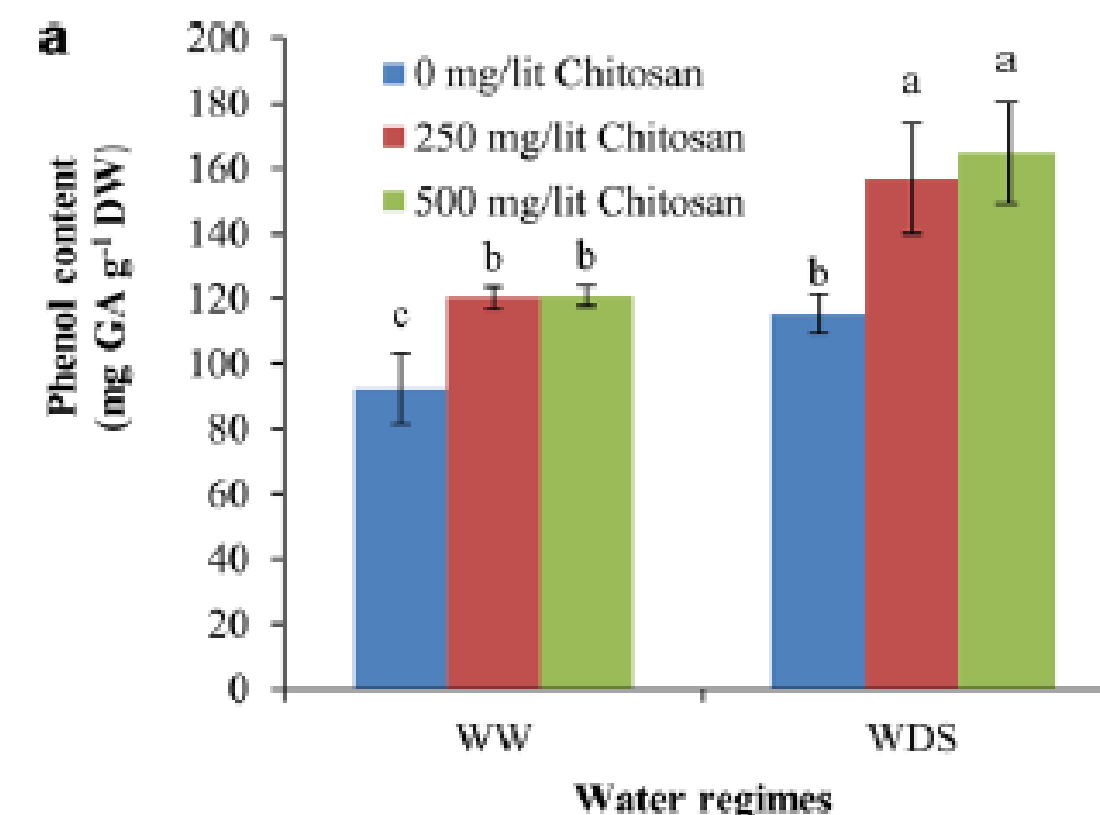 a
200
180
160
140
120
100
80
60
40
20
0
Phenol content
(mg GA g⁻¹ DW)
0 mg/lit Chitosan
250 mg/lit Chitosan
500 mg/lit Chitosan
c
b
b
b
a
a
WW
WDS
Water regimes